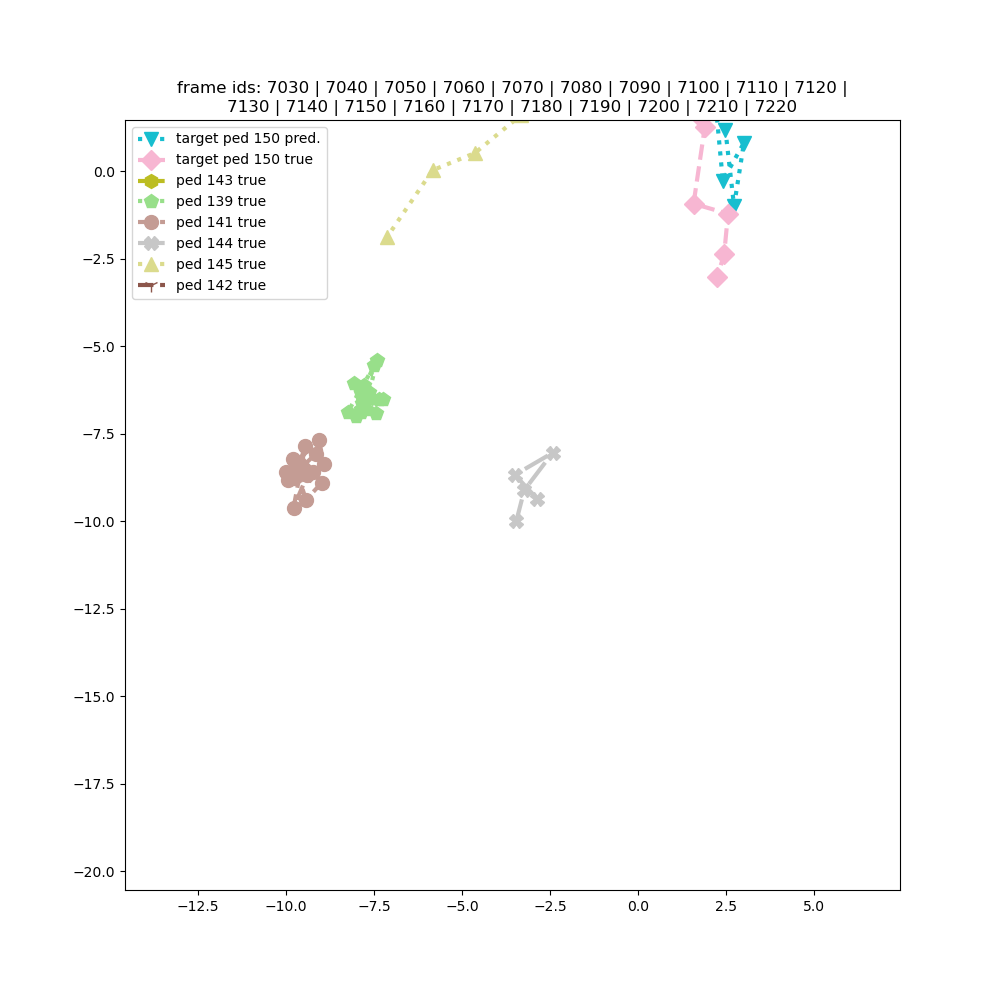 frame ids: 7030 | 7040 | 7050 | 7060 | 7070 | 7080 | 7090 | 7100 | 7110 | 7120 |
7130 | 7140 | 7150 | 7160 | 7170 | 7180 | 7190 | 7200 | 7210 | 7220
target ped 150 pred.
target ped 150 true
ped 143 true
ped 139 true
ped 141 true
ped 144 true
ped 145 true
ped 142 true
0.0
−2.5
−5.0
−7.5
−10.0
−12.5
−15.0
−17.5
−20.0
−12.5 −10.0 −7.5 −5.0 −2.5 0.0 2.5 5.0